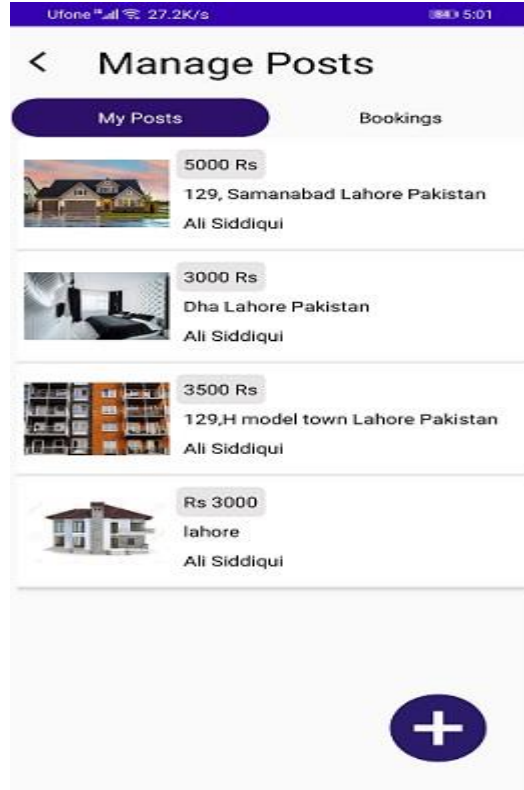 Ufone 27.2K/s 84 5:01
Manage Posts
My Posts Bookings
5000 Rs
129, Samanabad Lahore Pakistan
Ali Siddiqui
3000 Rs
Dha Lahore Pakistan
Ali Siddiqui
3500 Rs
129,H model town Lahore Pakistan
Ali Siddiqui
Rs 3000
lahore
Ali Siddiqui